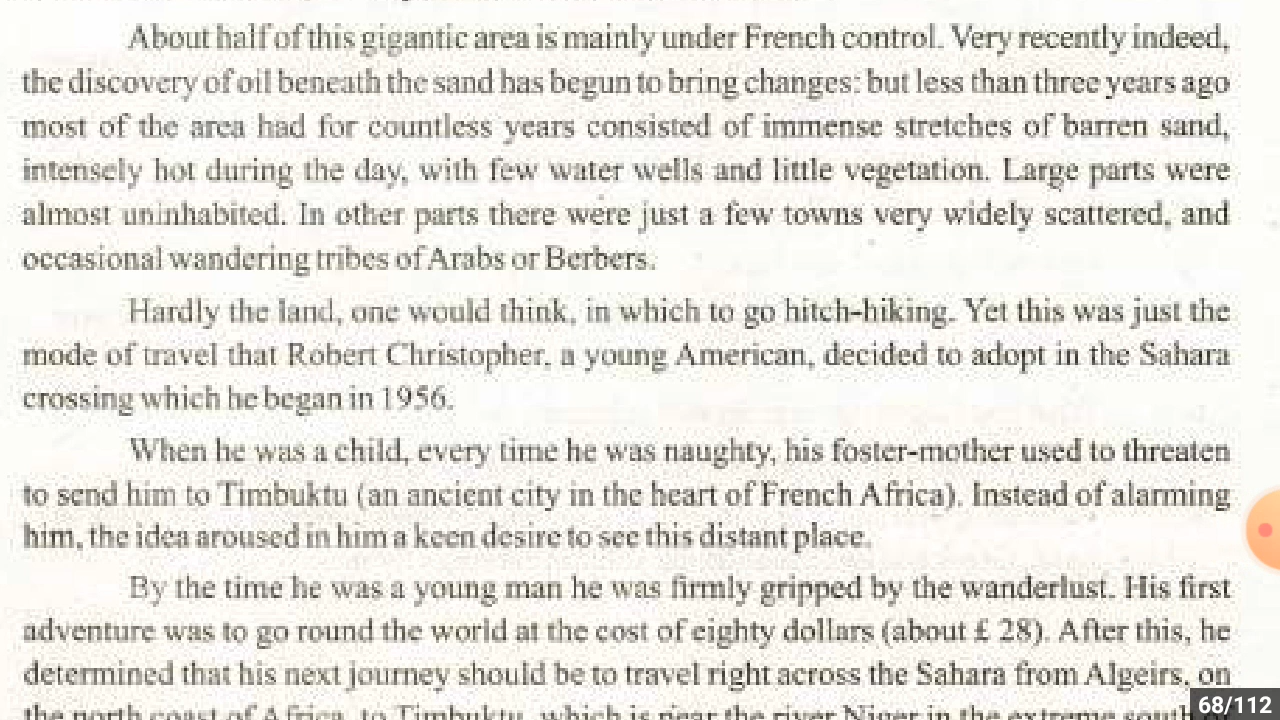 About half of this gigantic area is mainly under French control. Very recently indeed,
the discovery of oil beneath the sand has begun to bring changes: but less than three years ago
most of the area had for countless years consisted of immense stretches of barren sand,
intensely hot during the day, with few water wells and little vegetation. Large parts were
almost uninhabited. In other parts there were just a few towns very widely scattered, and
occasional wandering tribes of Arabs or Berbers.
Hardly the land, one would think, in which to go hitch-hiking. Yet this was just the
mode of travel that Robert Christopher, a young American, decided to adopt in the Sahara
crossing which he began in 1956.
When he was a child, every time he was naughty, his foster-mother used to threaten
to send him to Timbuktu (an ancient city in the heart of French Africa). Instead of alarming
him, the idea aroused in him a keen desire to see this distant place.
By the time he was a young man he was firmly gripped by the wanderlust. His first
adventure was to go round the world at the cost of eighty dollars (about £ 28). After this, he
determined that his next journey should be to travel right across the Sahara from Algeirs, on
the north coast of Africa, to Timbuktu, which is near the river Niger in the extreme
68/112